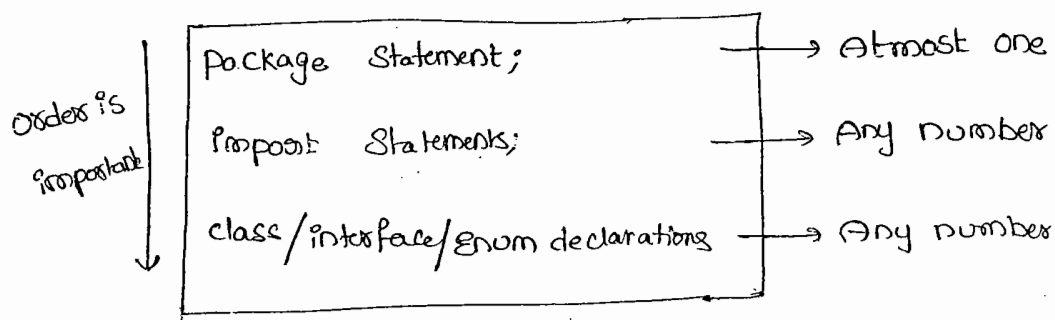 Package Statement; → Atmost one
order is
important
import Statements; → Any number
class/interface/enum declarations → Any number